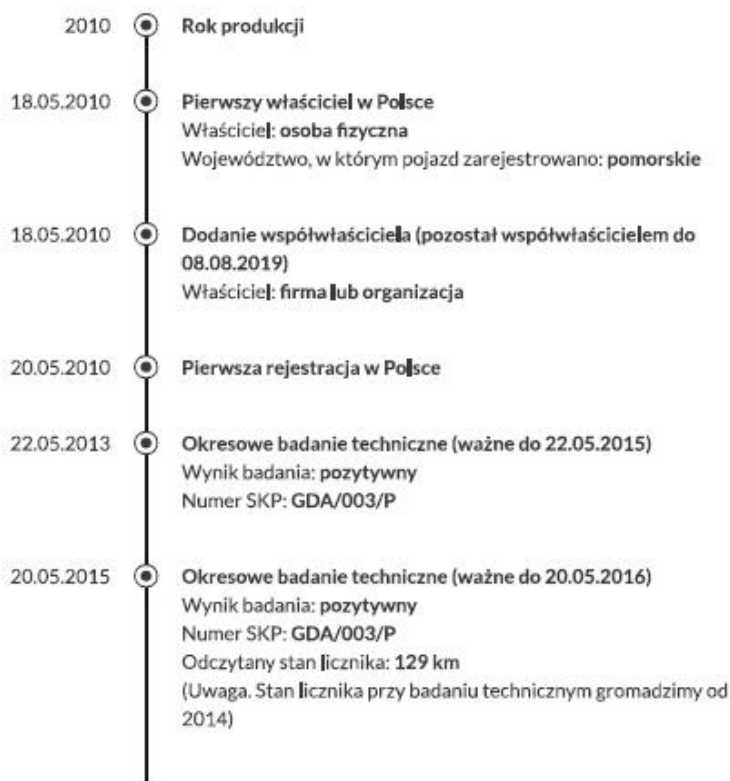 2010 Rok produkcji
18.05.2010 Pierwszy właściciel w Polsce
Właściciel: osoba fizyczna
Województwo, w którym pojazd zarejestrowano: pomorskie
18.05.2010 Dodanie współwłaściciela (pozostał współwłaścicielem do
08.08.2019)
Właściciel: firma lub organizacja
20.05.2010 Pierwsza rejestracja w Polsce
22.05.2013 Okresowe badanie techniczne (ważne do 22.05.2015)
Wynik badania: pozytywny
Numer SKP: GDA/003/P
20.05.2015 Okresowe badanie techniczne (ważne do 20.05.2016)
Wynik badania: pozytywny
Numer SKP: GDA/003/P
Odczytany stan licznika: 129 km
(Uwaga. Stan licznika przy badaniu technicznym gromadzimy od
2014)